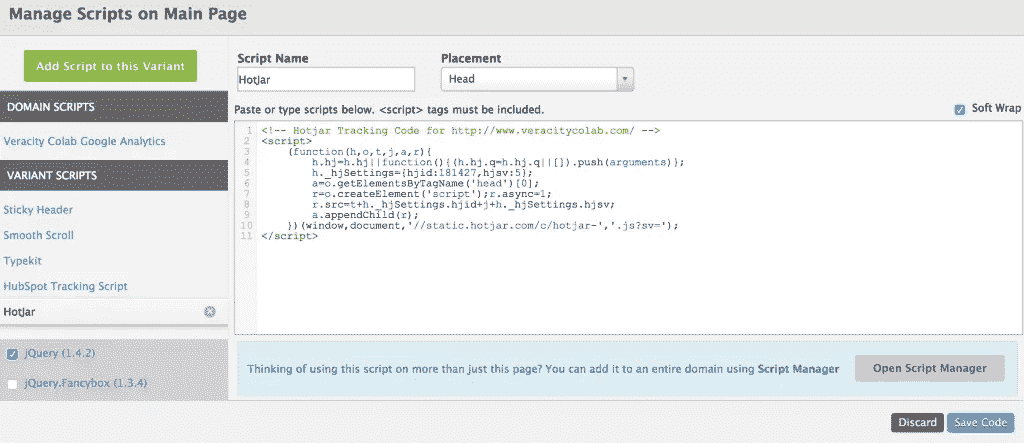 Manage Scripts on Main Page
Add Script to this Variant
DOMAIN SCRIPTS
Veracity Colab Google Analytics
VARIANT SCRIPTS
Sticky Header
Smooth Scroll
Typekit
HubSpot Tracking Script
HotJar
jQuery (1.4.2)
jQuery.Fancybox (1.3.4)
Script Name
HotJar
Placement
Head
Paste or type scripts below. <script> tags must be included.
Soft Wrap
1 <!-- Hotjar Tracking Code for http://www.veracitycolab.com/ -->
2 <script>
3 (function(h,o,t,j,a,r){
4 h.hj=h.hj||function(){(h.hj.q=h.hj.q||[]).push(arguments)};
5 h._hjSettings={hjid:181427,hjsv:5};
6 a=o.getElementsByTagName('head')[0];
7 r=o.createElement('script');r.async=1;
8 r.src=t+h._hjSettings.hjid+j+h._hjSettings.hjsv;
9 a.appendChild(r);
10 })(window,document,'//static.hotjar.com/c/hotjar-','.js?sv=');
11 </script>
Thinking of using this script on more than just this page? You can add it to an entire domain using Script Manager
Open Script Manager
Discard
Save Code